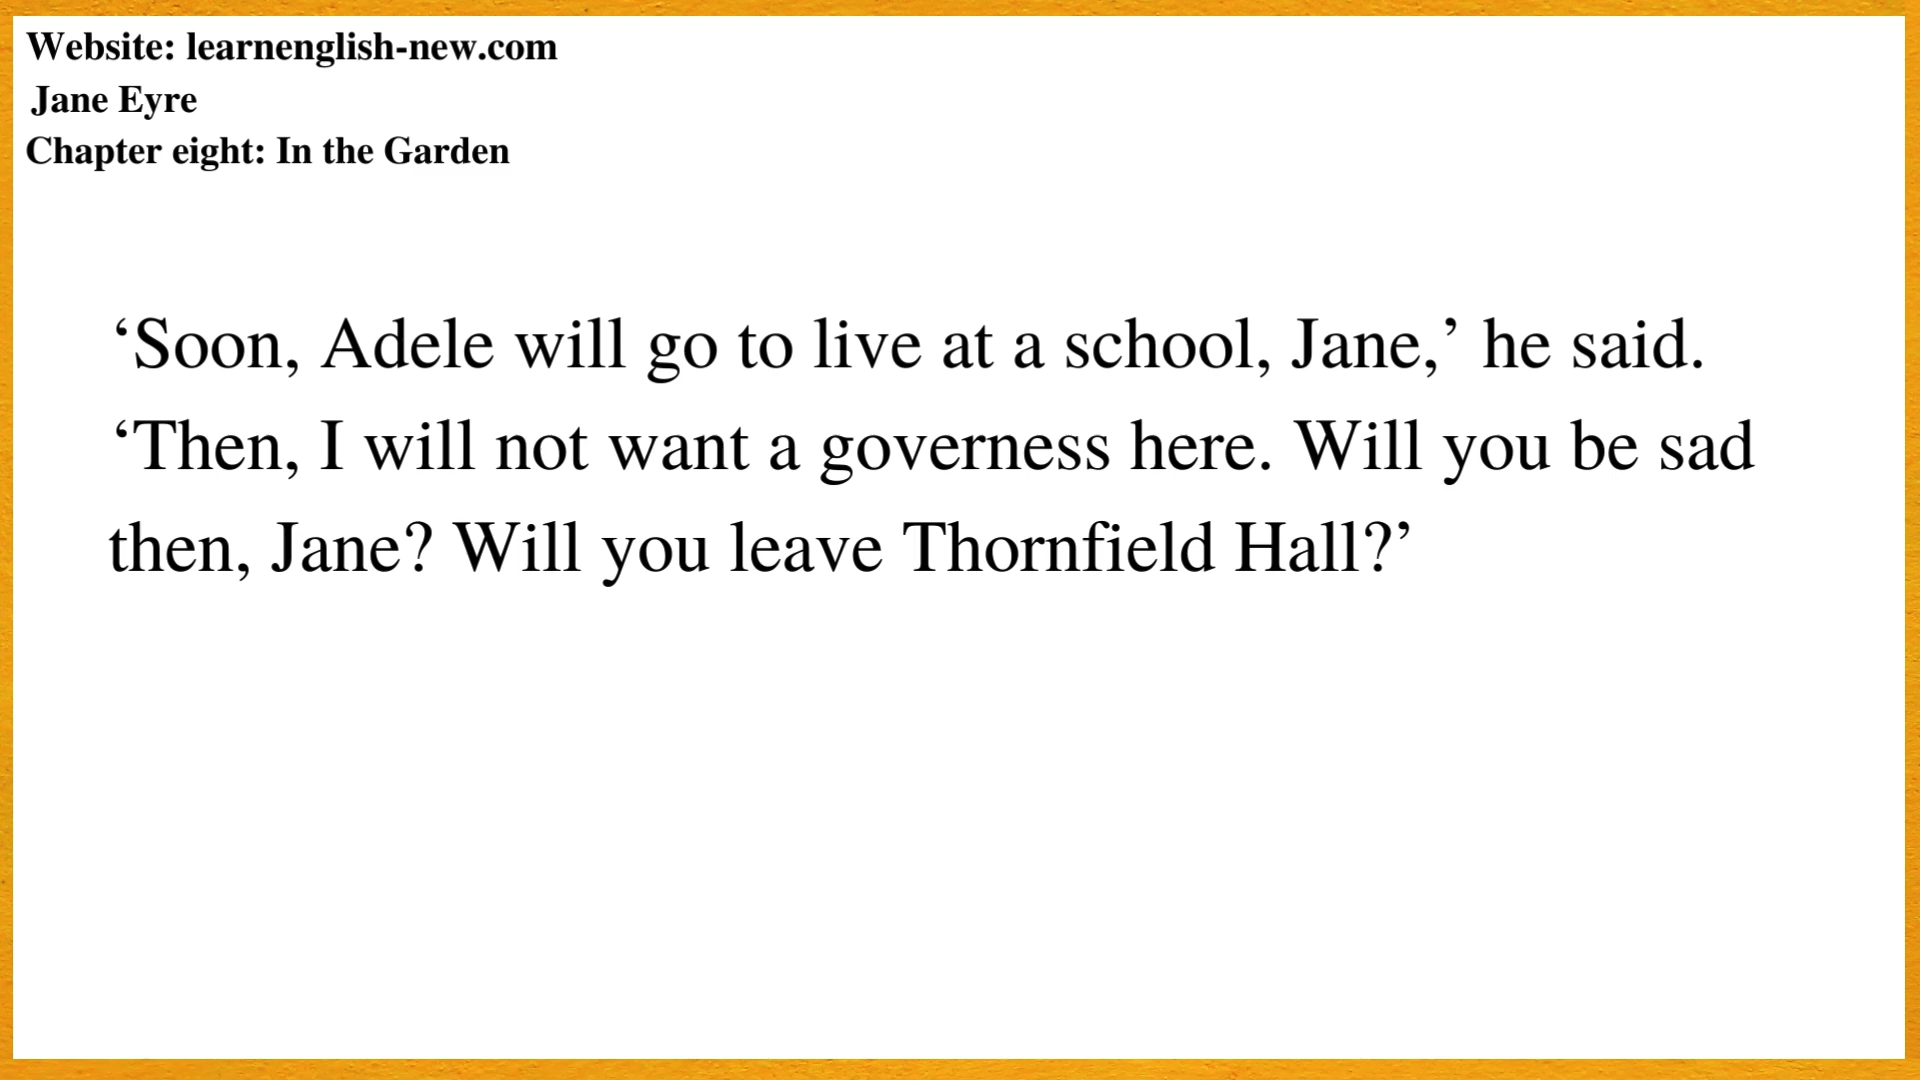 Website: learnenglish-new.com
Jane Eyre
Chapter eight: In the Garden
‘Soon, Adele will go to live at a school, Jane,’ he said.
‘Then, I will not want a governess here. Will you be sad
then, Jane? Will you leave Thornfield Hall?’